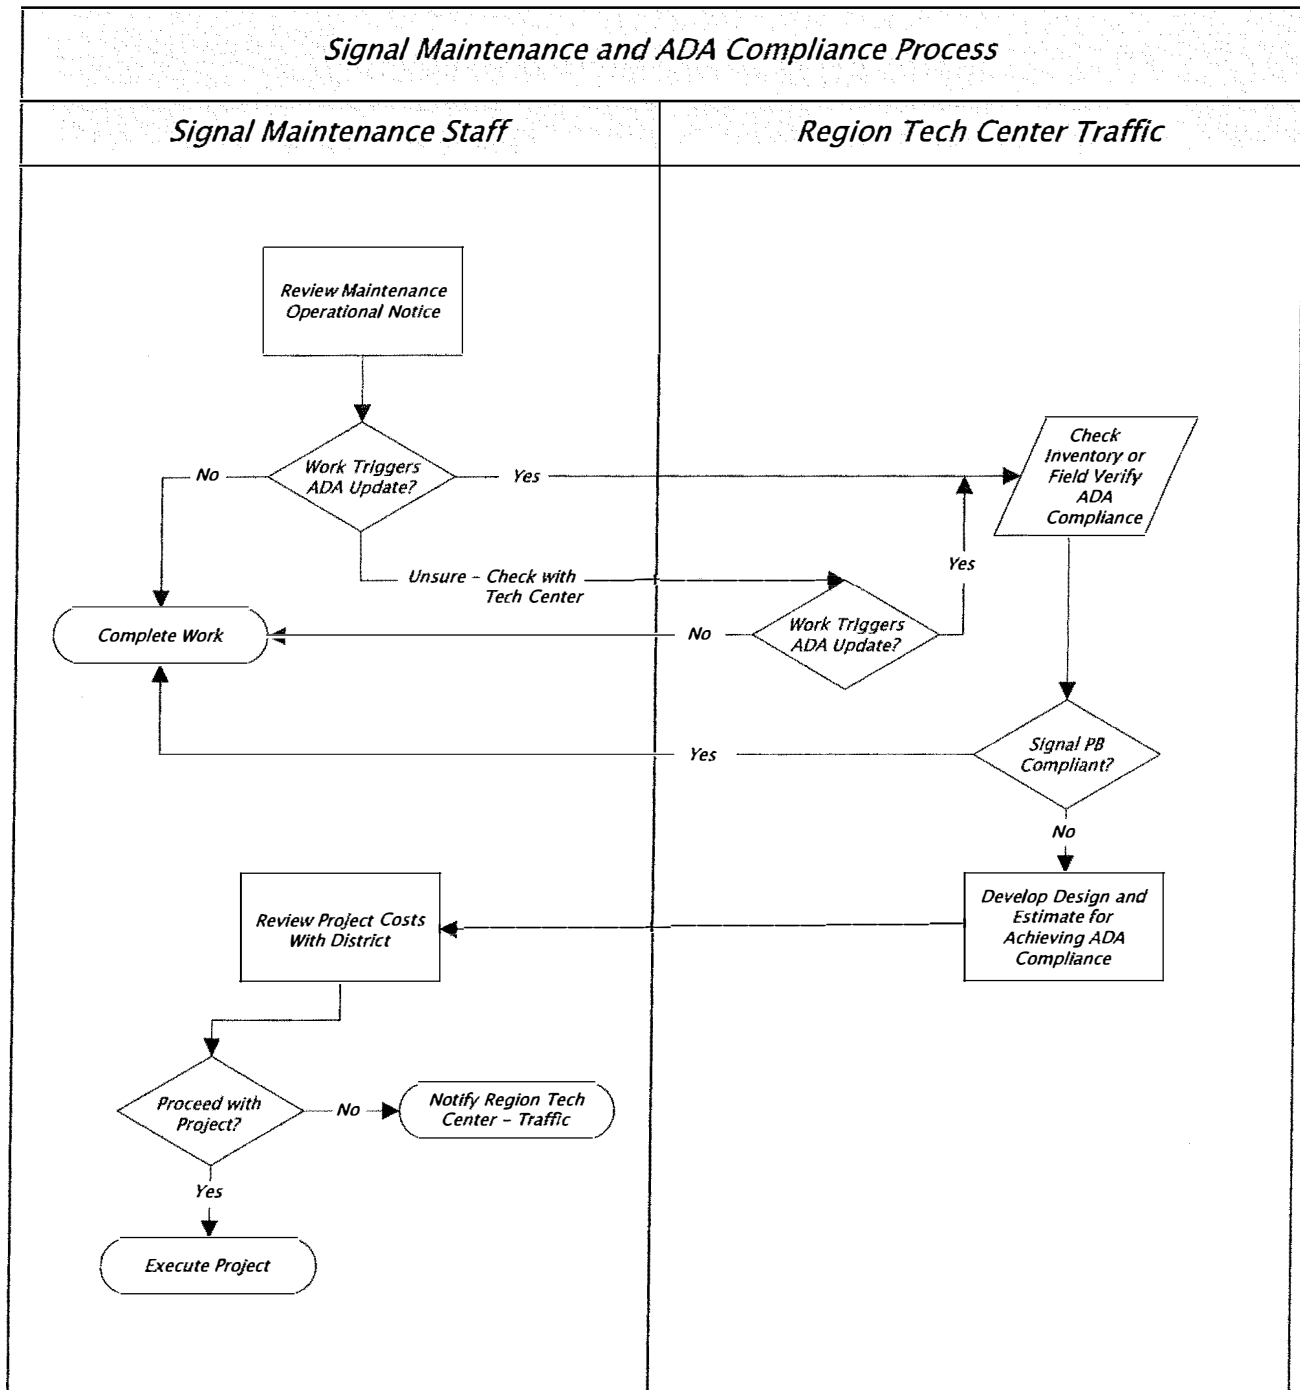 Signal Maintenance and ADA Compliance Process
Signal Maintenance Staff
Region Tech Center Traffic
Review Maintenance
Operational Notice
Work Triggers
ADA Update?
No
Yes
Check
Inventory or
Field Verify
ADA
Compliance
Unsure - Check with
Tech Center
Yes
Complete Work
No
Work Triggers
ADA Update?
Yes
Signal PB
Compliant?
No
Review Project Costs
With District
Develop Design and
Estimate for
Achieving ADA
Compliance
Proceed with
Project?
No
Notify Region Tech
Center - Traffic
Yes
Execute Project